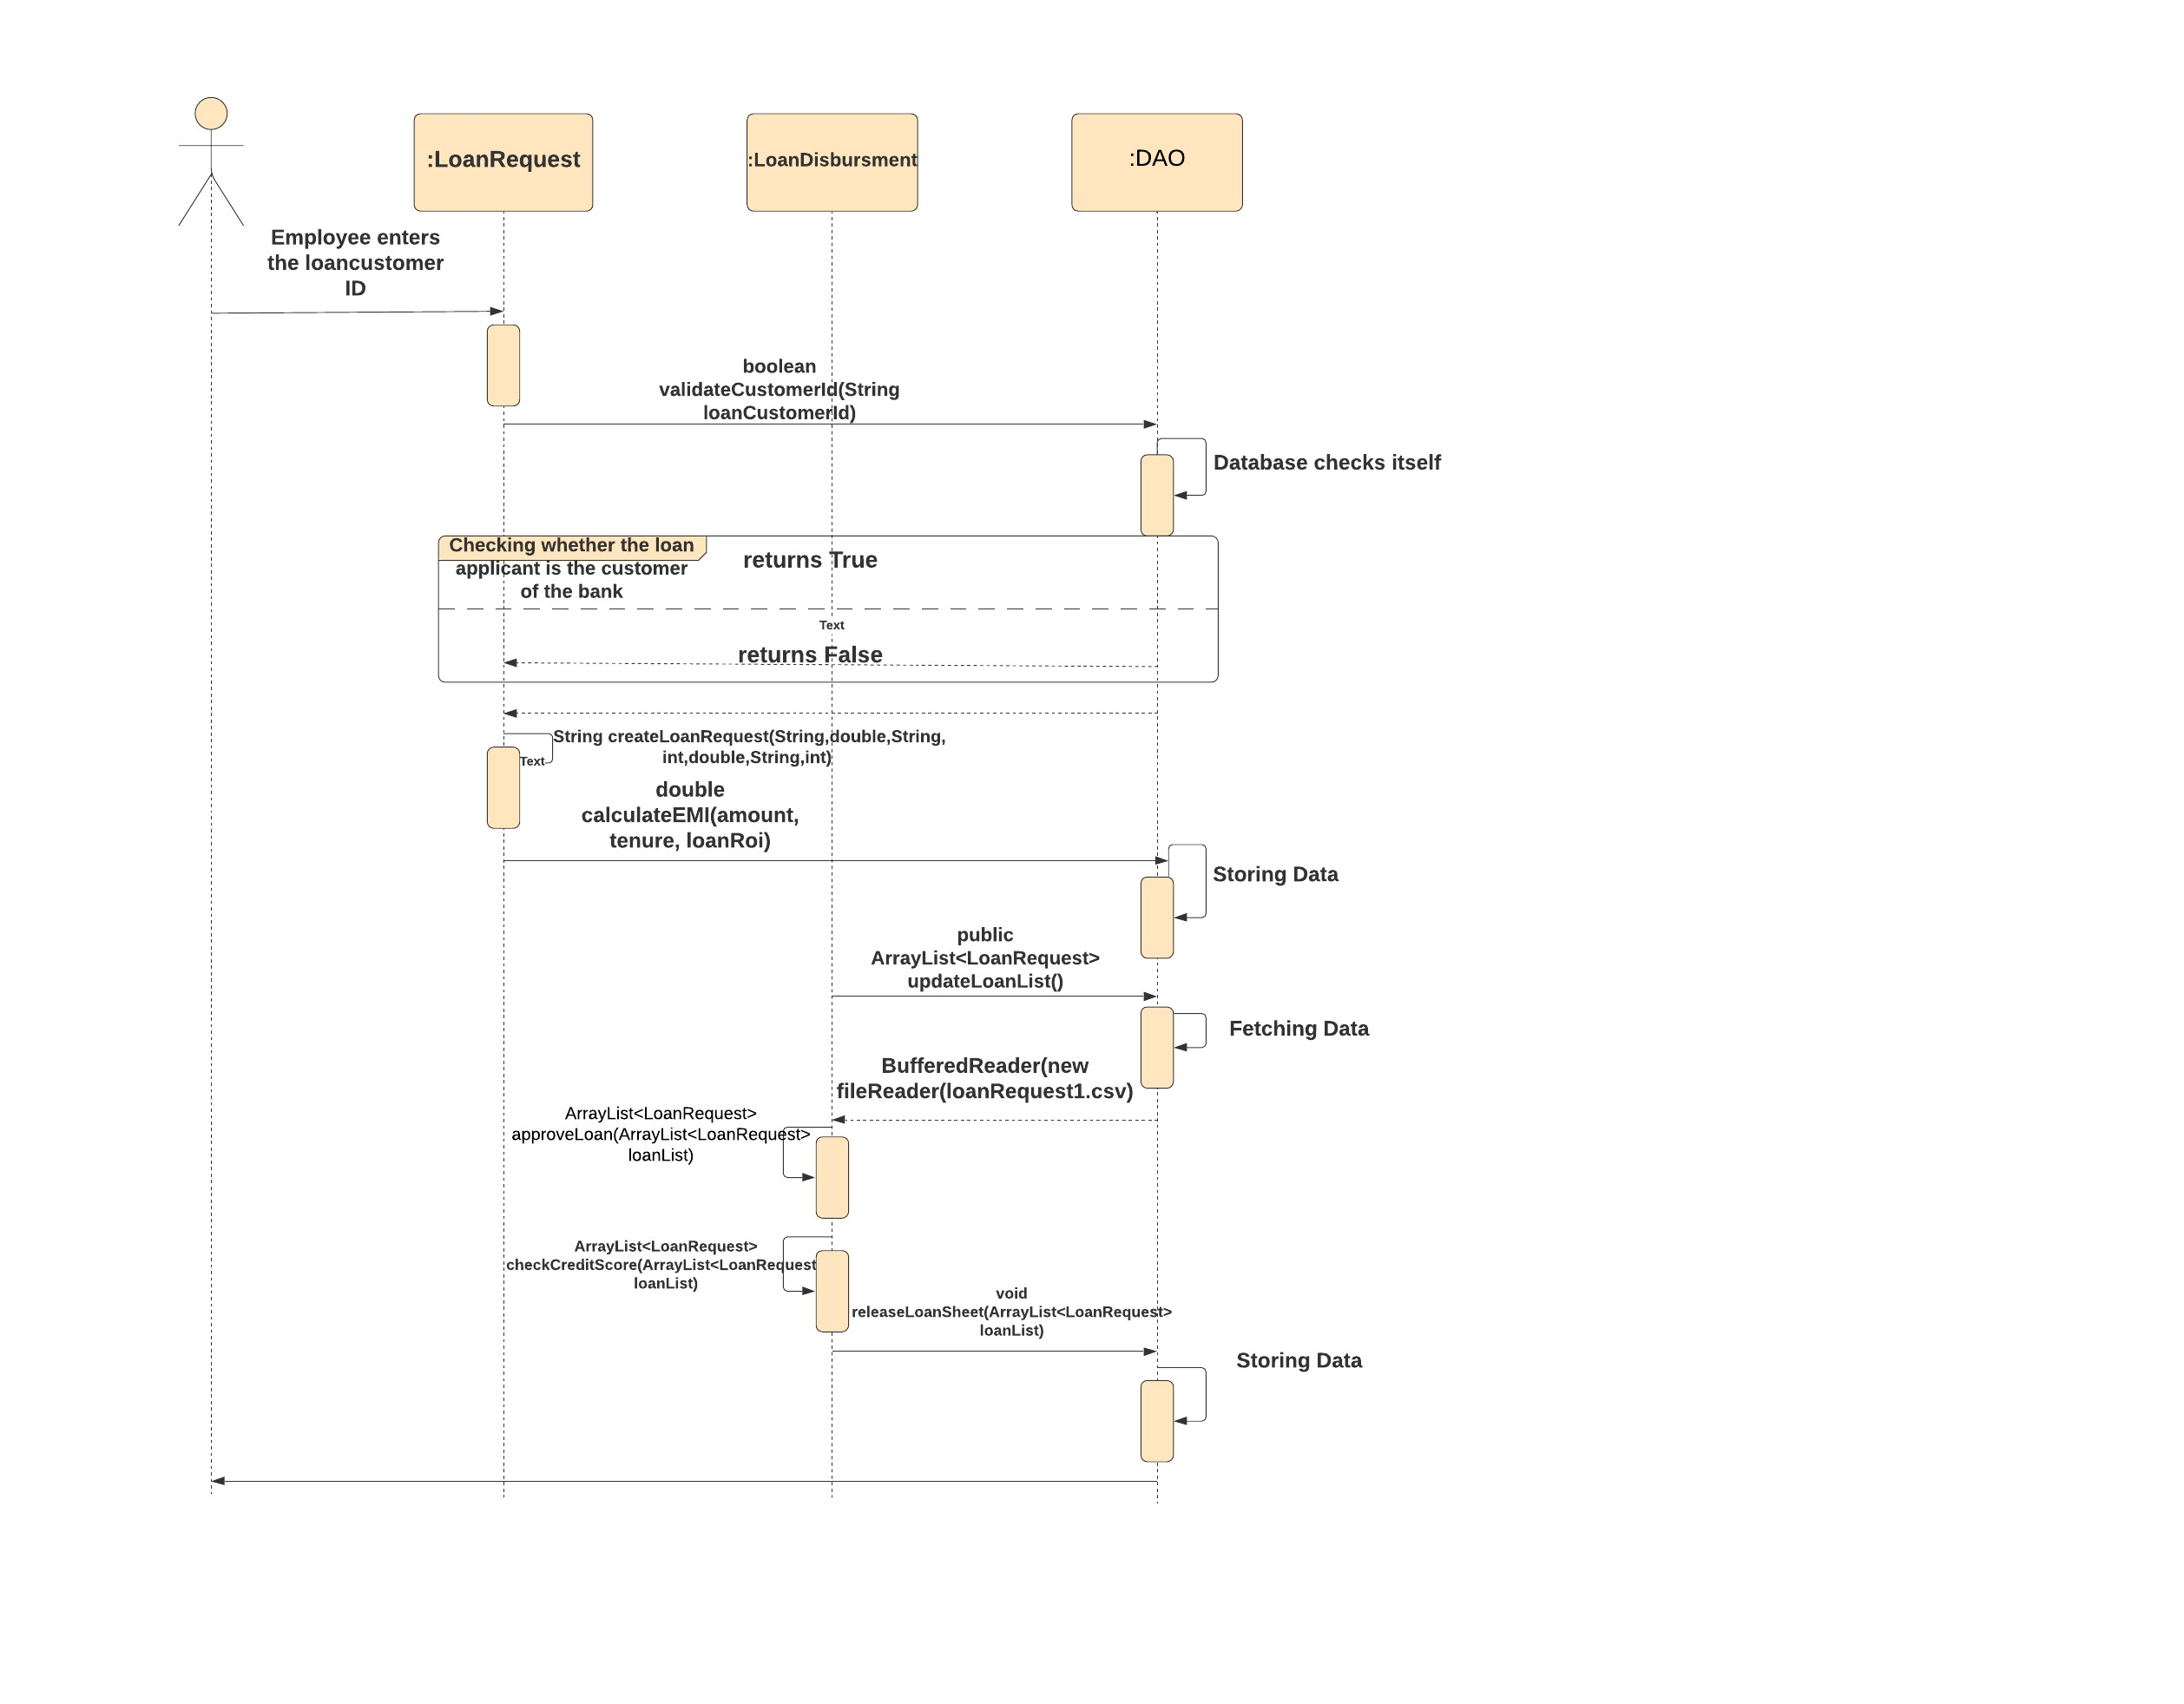 :LoanRequest
:LoanDisbursment
:DAO
Employee enters
the loancustomer
ID
boolean
validateCustomerId(String
loanCustomerId)
Database checks itself
Checking whether the loan
applicant is the customer
of the bank
returns True
Text
returns False
String createLoanRequest(String,double,String,
int,double,String,int)
Text
double
calculateEMI(amount,
tenure, loanRoi)
Storing Data
public
ArrayList<LoanRequest>
updateLoanList()
Fetching Data
BufferedReader(new
fileReader(loanRequest1.csv)
ArrayList<LoanRequest>
approveLoan(ArrayList<LoanRequest>
loanList)
ArrayList<LoanRequest>
checkCreditScore(ArrayList<LoanRequest
loanList)
void
releaseLoanSheet(ArrayList<LoanRequest>
loanList)
Storing Data